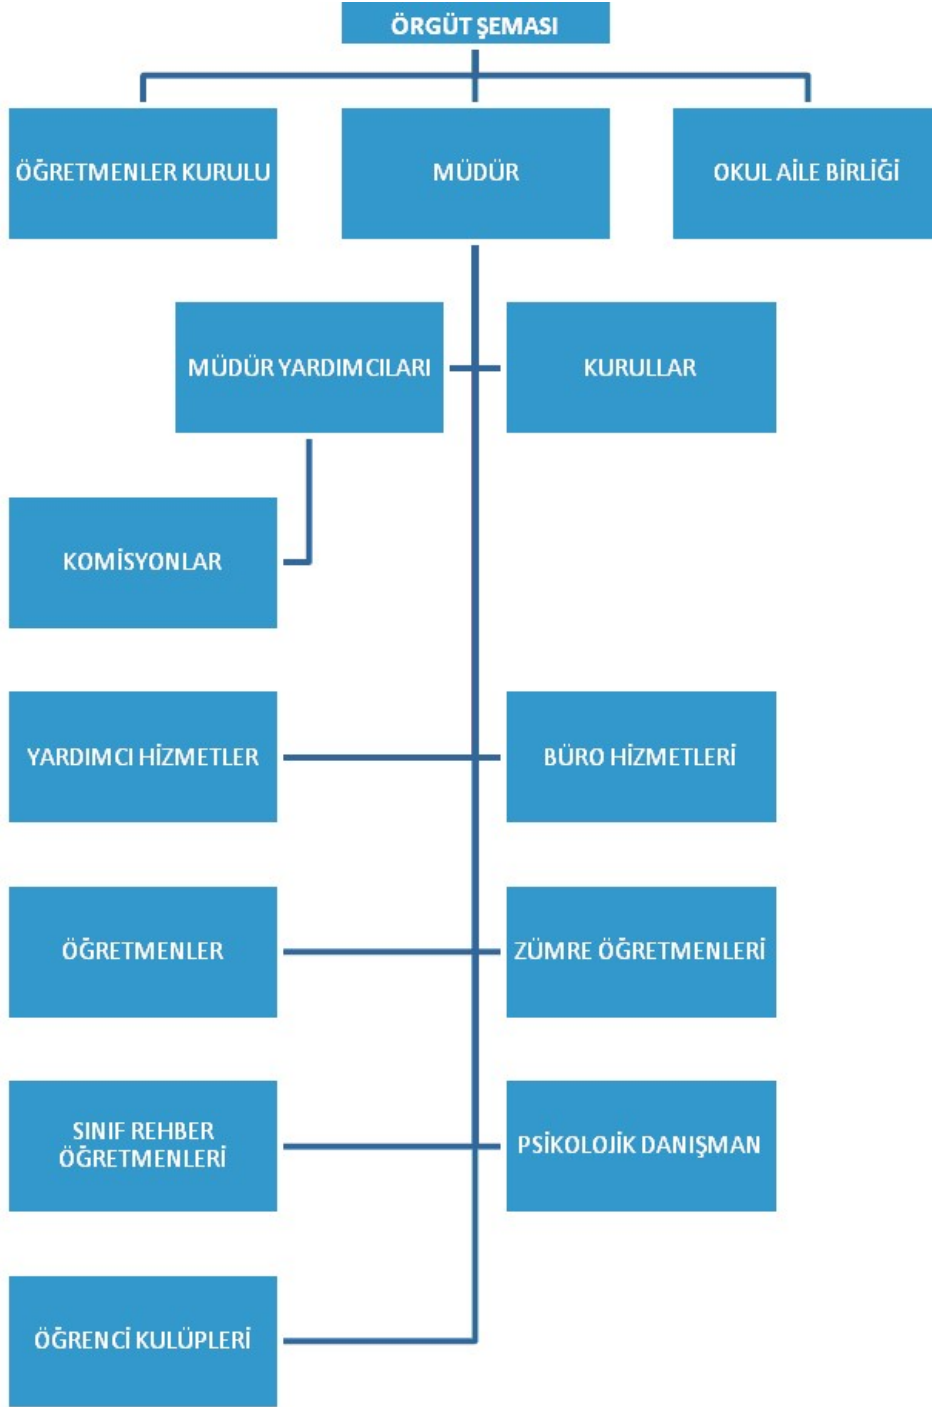 ÖRGÜT ŞEMASI
ÖĞRETMENLER KURULU
MÜDÜR
OKUL AİLE BİRLİĞİ
MÜDÜR YARDIMCILARI
KURULLAR
KOMİSYONLAR
YARDIMCI HİZMETLER
BÜRO HİZMETLERİ
ÖĞRETMENLER
ZÜMRE ÖĞRETMENLERİ
SINIF REHBER
ÖĞRETMENLERİ
PSİKOLOJİK DANIŞMAN
ÖĞRENCİ KULÜPLERİ